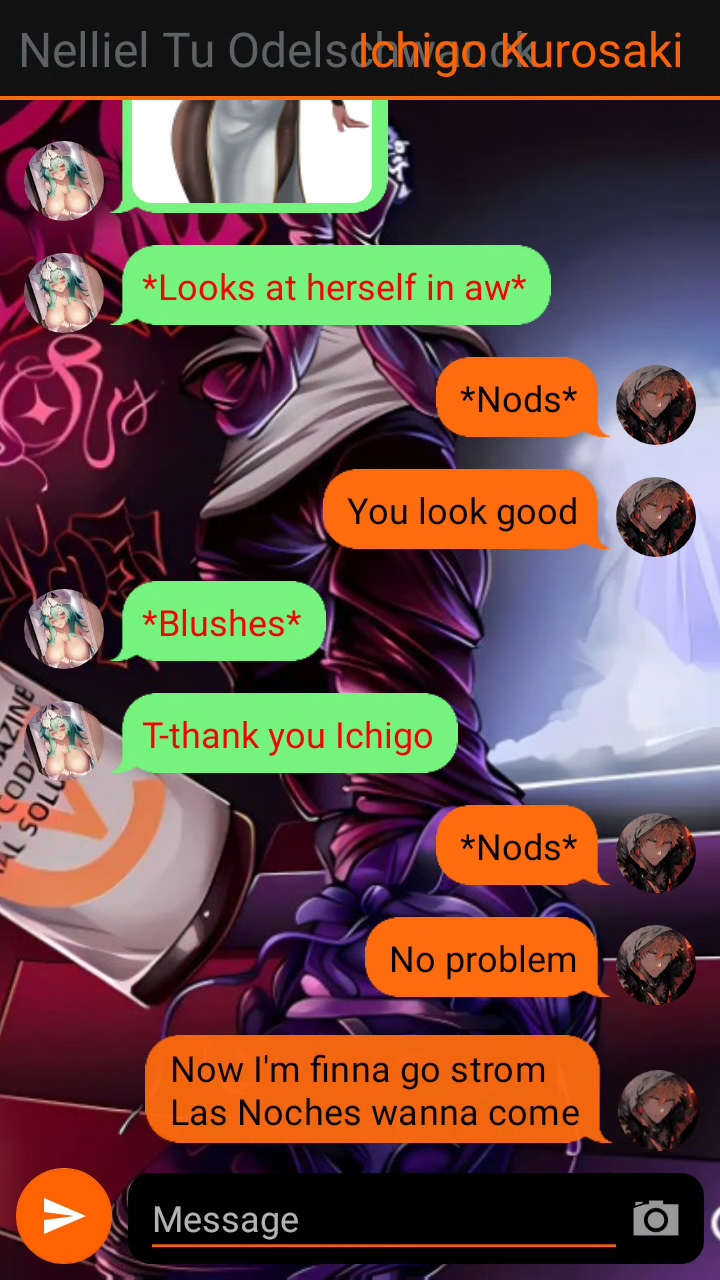 Nelliel Tu Odelschwanck
Ichigo Kurosaki
*Looks at herself in aw*
*Nods*
You look good
*Blushes*
T-thank you Ichigo
*Nods*
No problem
Now I'm finna go strom
Las Noches wanna come
Message